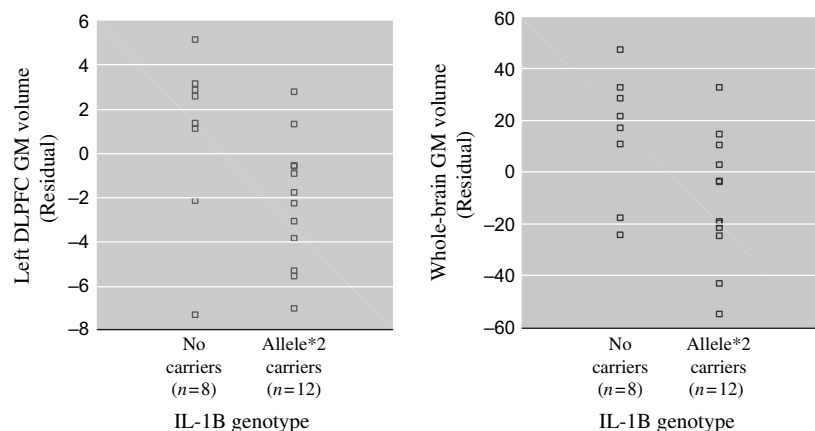 Left DLPFC GM volume
(Residual)
6
4
2
0
–2
–4
–6
–8
No
carriers
(n=8)
Allele*2
carriers
(n=12)
IL-1B genotype
Whole-brain GM volume
(Residual)
60
40
20
0
–20
–40
–60
No
carriers
(n=8)
Allele*2
carriers
(n=12)
IL-1B genotype